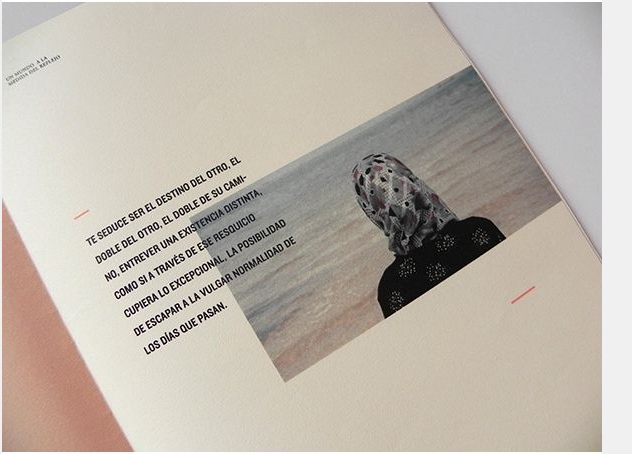 UN MUNDO A LA
MEDIDA DEL REFLEJO
TE SEDUCE SER EL DESTINO DEL OTRO, EL
DOBLE DEL OTRO, EL DOBLE DE SU CAMI-
NO, ENTREVER UNA EXISTENCIA DISTINTA,
COMO SI A TRAVÉS DE ESE RESQUICIO
CUPIERA LO EXCEPCIONAL, LA POSIBILIDAD
DE ESCAPAR A LA VULGAR NORMALIDAD DE
LOS DÍAS QUE PASAN.